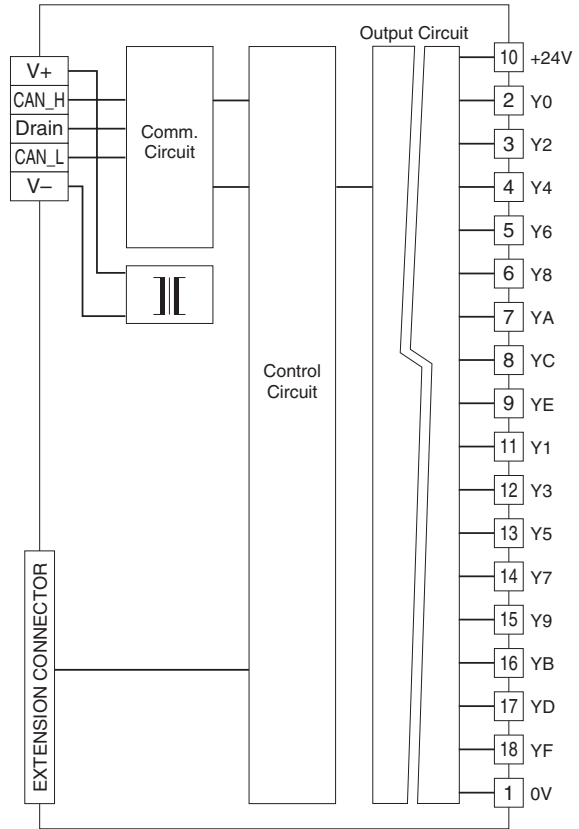 Output Circuit
V+
CAN_H
Drain
CAN_L
V–
Comm.
Circuit
Control
Circuit
EXTENSION CONNECTOR
10 +24V
2 Y0
3 Y2
4 Y4
5 Y6
6 Y8
7 YA
8 YC
9 YE
11 Y1
12 Y3
13 Y5
14 Y7
15 Y9
16 YB
17 YD
18 YF
1 0V